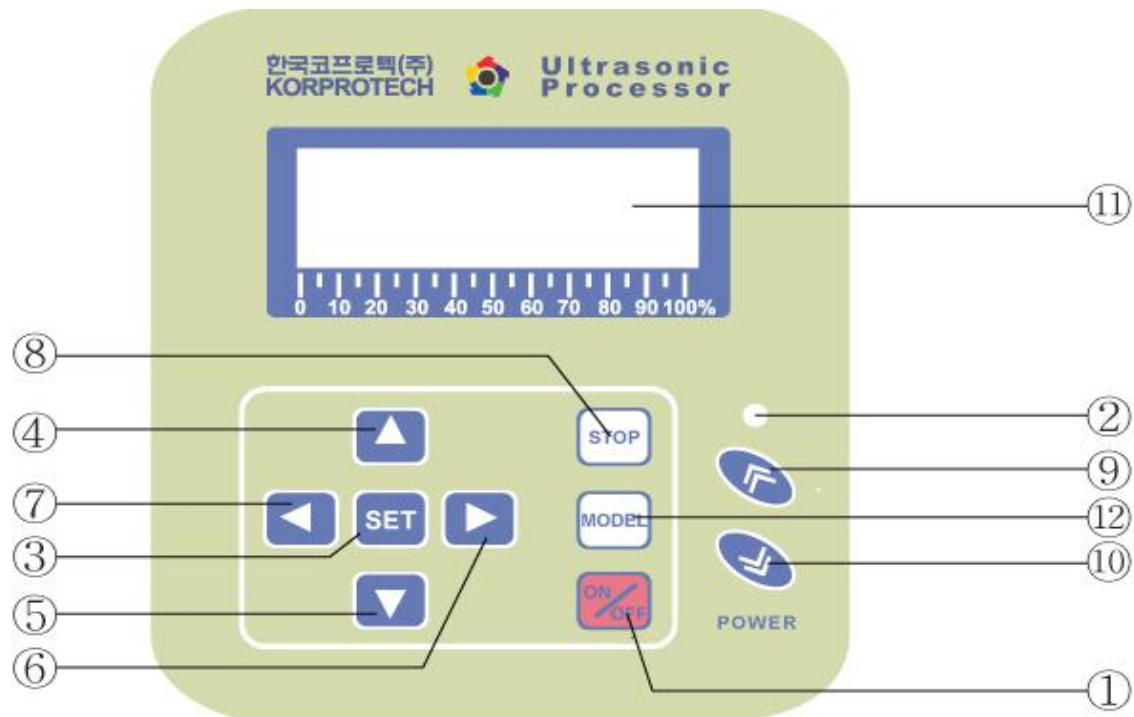 한국코프로텍(주)
KORPROTECH
Ultrasonic
Processor
⑪
0 10 20 30 40 50 60 70 80 90 100%
⑧
④
STOP
②
⑨
⑦
SET
MODEL
⑫
③
⑩
⑤
ON/OFF
POWER
⑥
①